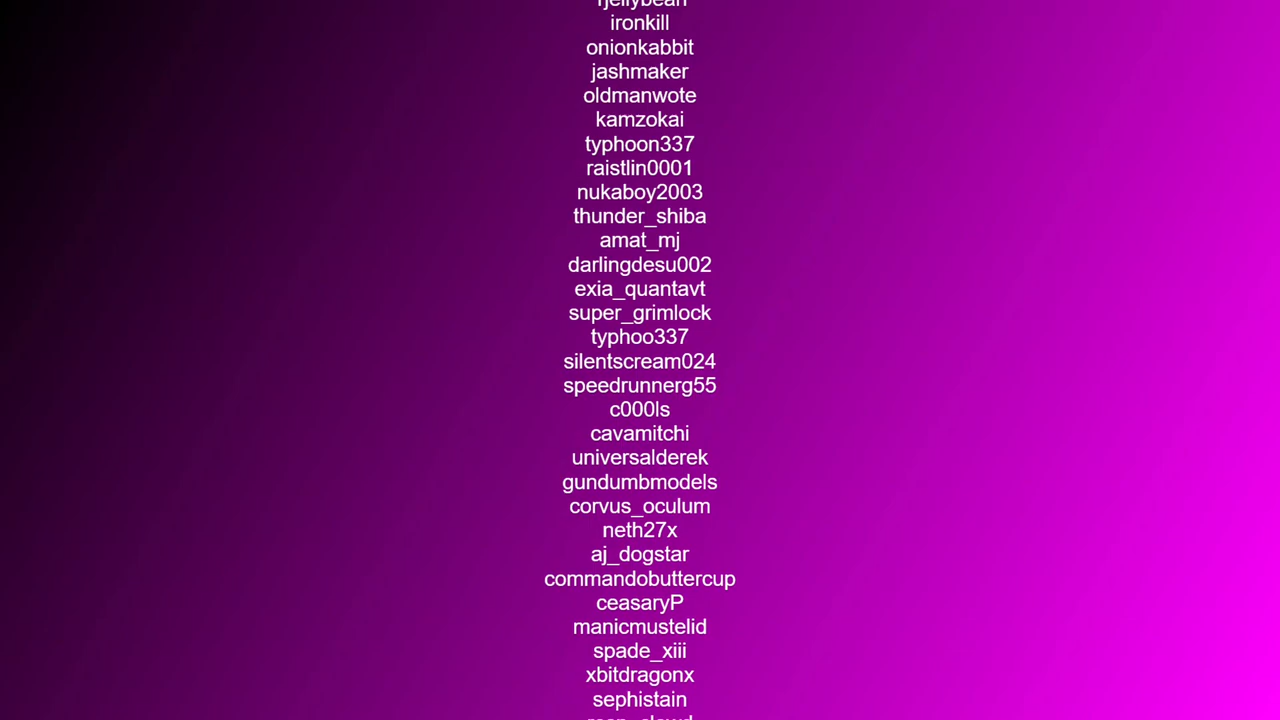 rjellybean
ironkill
onionkabbit
jashmaker
oldmanwote
kamzokai
typhoon337
raistlin0001
nukaboy2003
thunder_shiba
amat_mj
darlingdesu002
exia_quantavt
super_grimlock
typhoo337
silentscream024
speedrunnerg55
c000ls
cavamitchi
universalderek
gundumbmodels
corvus_oculum
neth27x
aj_dogstar
commandobuttercup
ceasaryP
manicmustelid
spade_xiii
xbitdragonx
sephistain